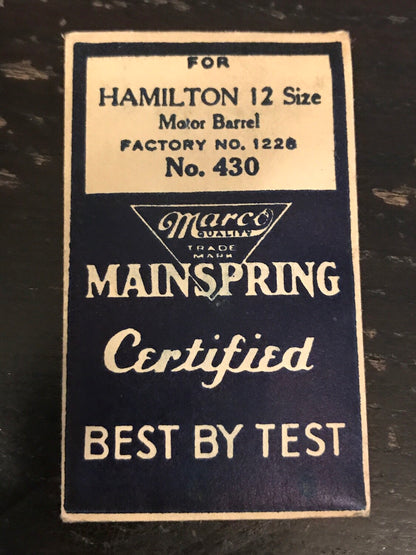 FOR
HAMILTON 12 Size
Motor Barrel
FACTORY NO. 1228
No. 430
Marco
QUALITY
TRADE
MARK
MAINSPRING
Certified
BEST BY TEST